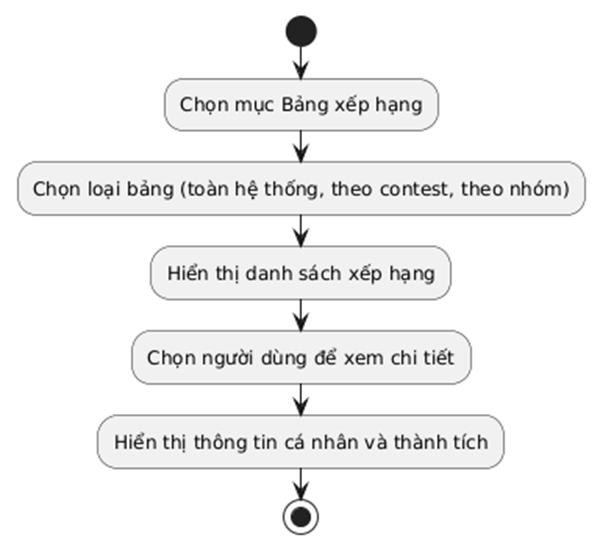 Chọn mục Bảng xếp hạng
Chọn loại bảng (toàn hệ thống, theo contest, theo nhóm)
Hiển thị danh sách xếp hạng
Chọn người dùng để xem chi tiết
Hiển thị thông tin cá nhân và thành tích